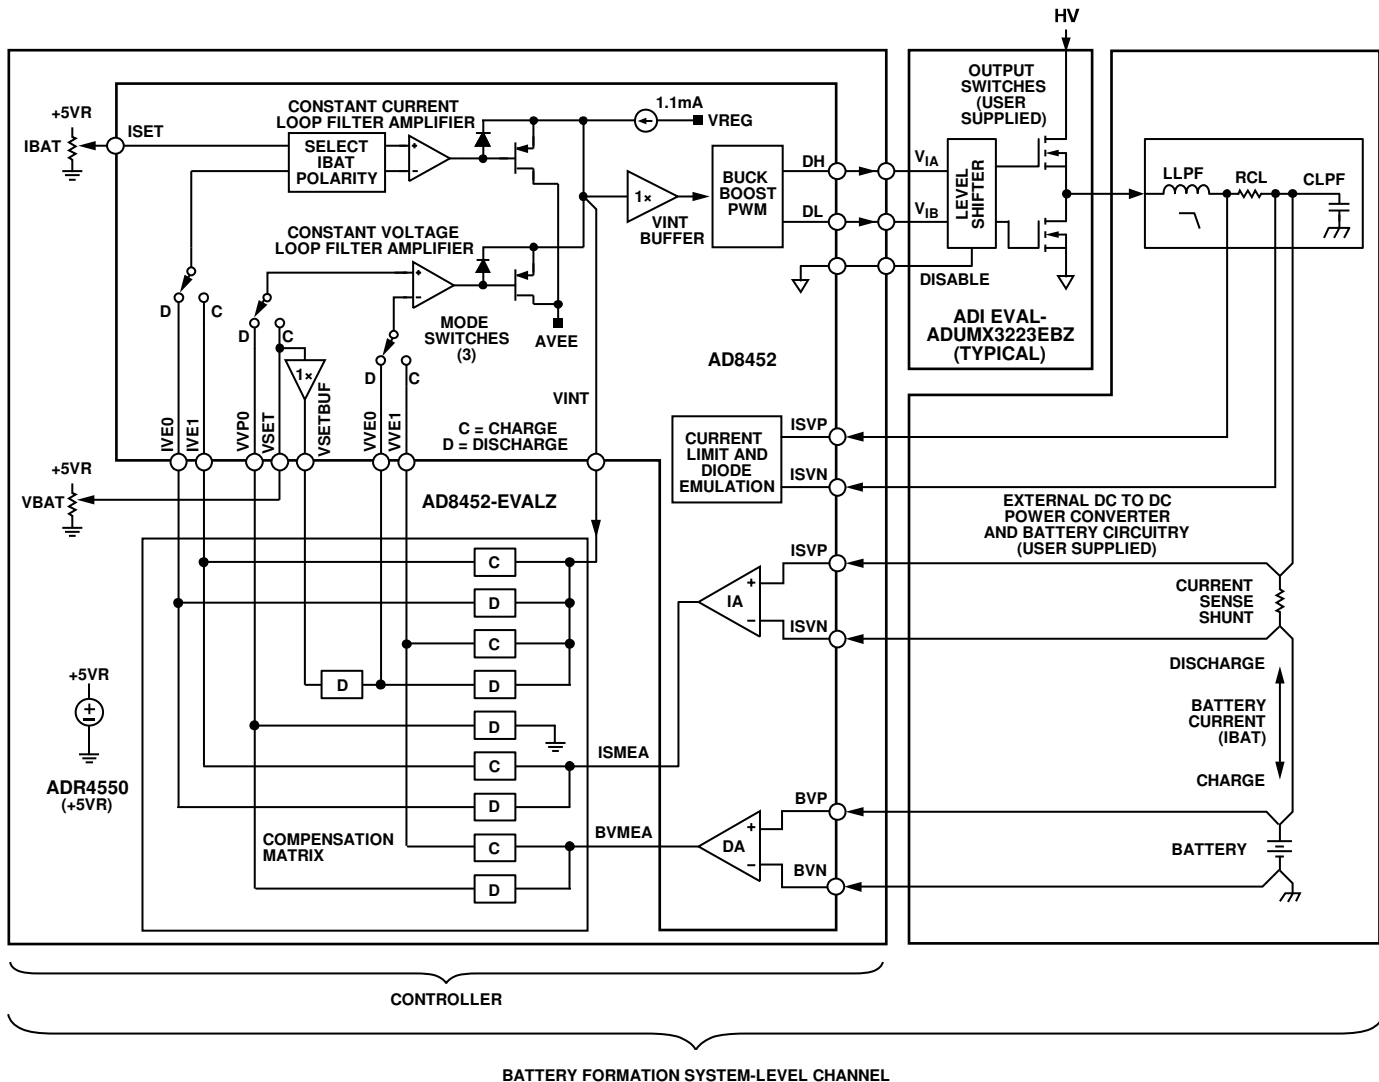 HV
+5VR
IBAT
ISET
CONSTANT CURRENT
LOOP FILTER AMPLIFIER
SELECT
IBAT
POLARITY
+
−
1.1mA
VREG
1×
VINT
BUFFER
BUCK
BOOST
PWM
DH
DL
OUTPUT
SWITCHES
(USER
SUPPLIED)
VIA
VIB
LEVEL
SHIFTER
DISABLE
ADI EVAL-
ADUMX3223EBZ
(TYPICAL)
LLPF
RCL
CLPF
CONSTANT VOLTAGE
LOOP FILTER AMPLIFIER
+
−
D
C
D
C
1×
D
C
MODE
SWITCHES
(3)
AVEE
AD8452
VINT
IVE0
IVE1
VVP0
VSET
VSETBUF
VVE0
VVE1
C = CHARGE
D = DISCHARGE
CURRENT
LIMIT AND
DIODE
EMULATION
ISVP
ISVN
+5VR
VBAT
AD8452-EVALZ
EXTERNAL DC TO DC
POWER CONVERTER
AND BATTERY CIRCUITRY
(USER SUPPLIED)
C
D
C
D
D
D
C
D
C
D
ISVP
+
IA
−
ISVN
CURRENT
SENSE
SHUNT
DISCHARGE
BATTERY
CURRENT
(IBAT)
CHARGE
+5VR
+
−
ADR4550
(+5VR)
ISMEA
BVMEA
COMPENSATION
MATRIX
BVP
+
DA
−
BVN
BATTERY
CONTROLLER
BATTERY FORMATION SYSTEM-LEVEL CHANNEL